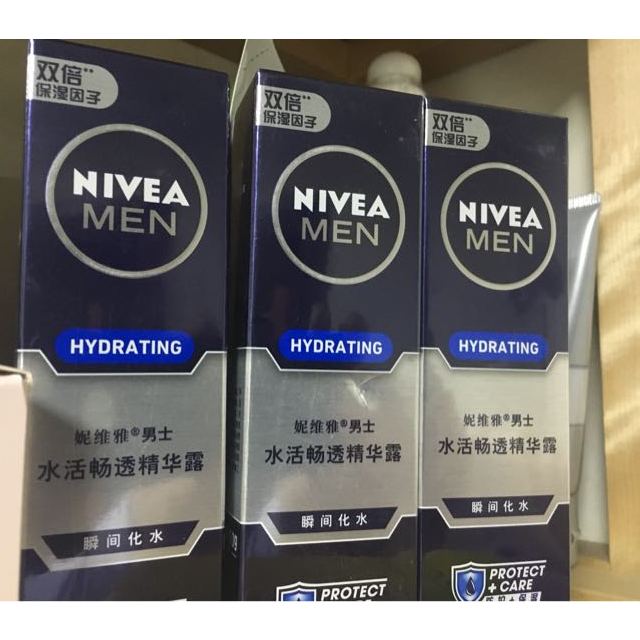 双倍**
保湿因子
NIVEA
MEN
HYDRATING
妮维雅®男士
水活畅透精华露
瞬间化水
双倍**
保湿因子
NIVEA
MEN
HYDRATING
妮维雅®男士
水活畅透精华露
瞬间化水
PROTECT
双倍**
保湿因子
NIVEA
MEN
HYDRATING
妮维雅®男士
水活畅透精华露
瞬间化水
PROTECT
+ CARE